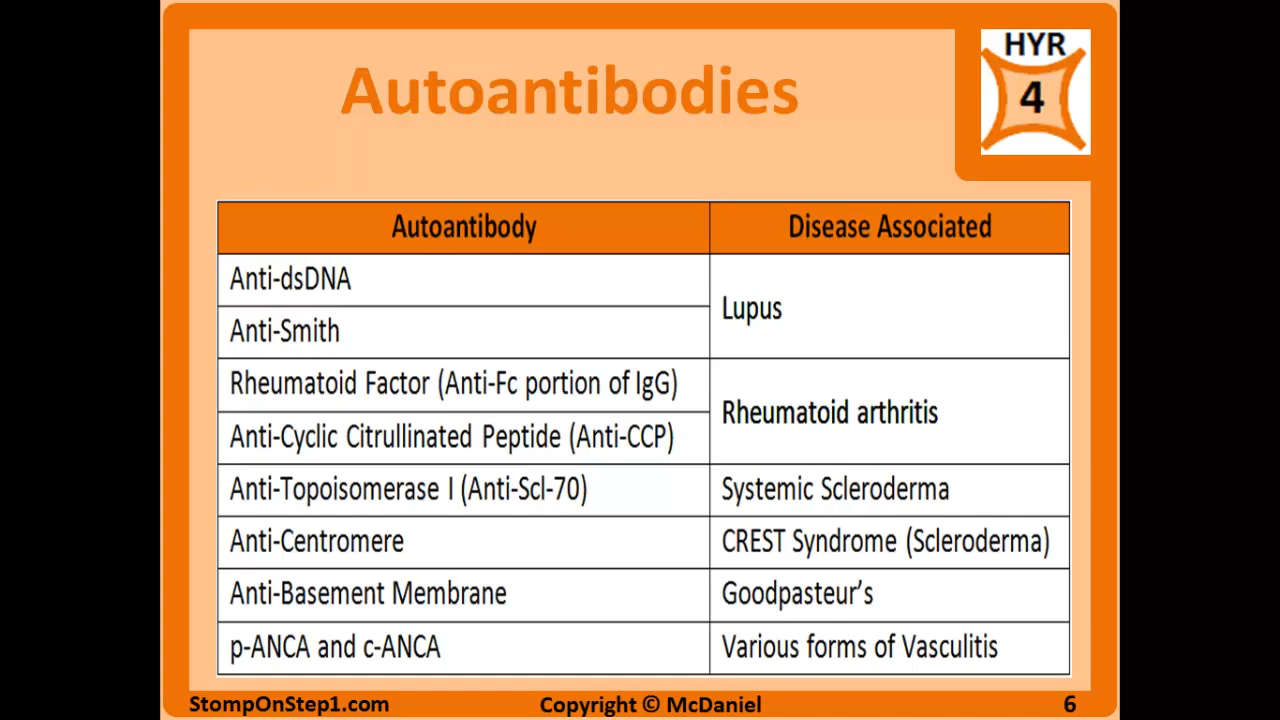 HYR
4
Autoantibodies
Autoantibody Disease Associated
Anti-dsDNA
Lupus
Anti-Smith
Rheumatoid Factor (Anti-Fc portion of IgG)
Rheumatoid arthritis
Anti-Cyclic Citrullinated Peptide (Anti-CCP)
Anti-Topoisomerase I (Anti-Scl-70) Systemic Scleroderma
Anti-Centromere CREST Syndrome (Scleroderma)
Anti-Basement Membrane Goodpasteur’s
p-ANCA and c-ANCA Various forms of Vasculitis
StompOnStep1.com Copyright © McDaniel 6